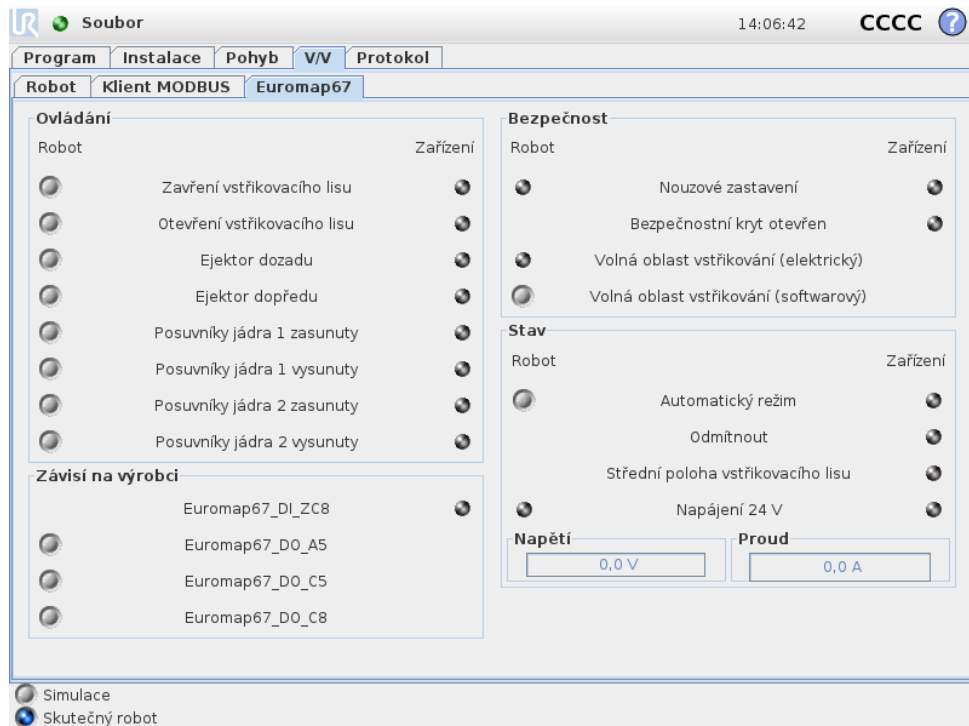 UR Soubor 14:06:42 CCCC ?
Program Instalace Pohyb V/V Protokol
Robot Klient MODBUS Euromap67
Ovládání
Robot Zařízení
Zavření vstřikovacího lisu
Otevření vstřikovacího lisu
Ejektor dozadu
Ejektor dopředu
Posuvníky jádra 1 zasunuty
Posuvníky jádra 1 vysunuty
Posuvníky jádra 2 zasunuty
Posuvníky jádra 2 vysunuty
Závisí na výrobci
Euromap67_DI_ZC8
Euromap67_DO_A5
Euromap67_DO_C5
Euromap67_DO_C8
Bezpečnost
Robot Zařízení
Nouzové zastavení
Bezpečnostní kryt otevřen
Volná oblast vstřikování (elektrický)
Volná oblast vstřikování (softwarový)
Stav
Robot Zařízení
Automatický režim
Odmítnout
Střední poloha vstřikovacího lisu
Napájení 24 V
Napětí Proud
0,0 V 0,0 A
Simulace
Skutečný robot